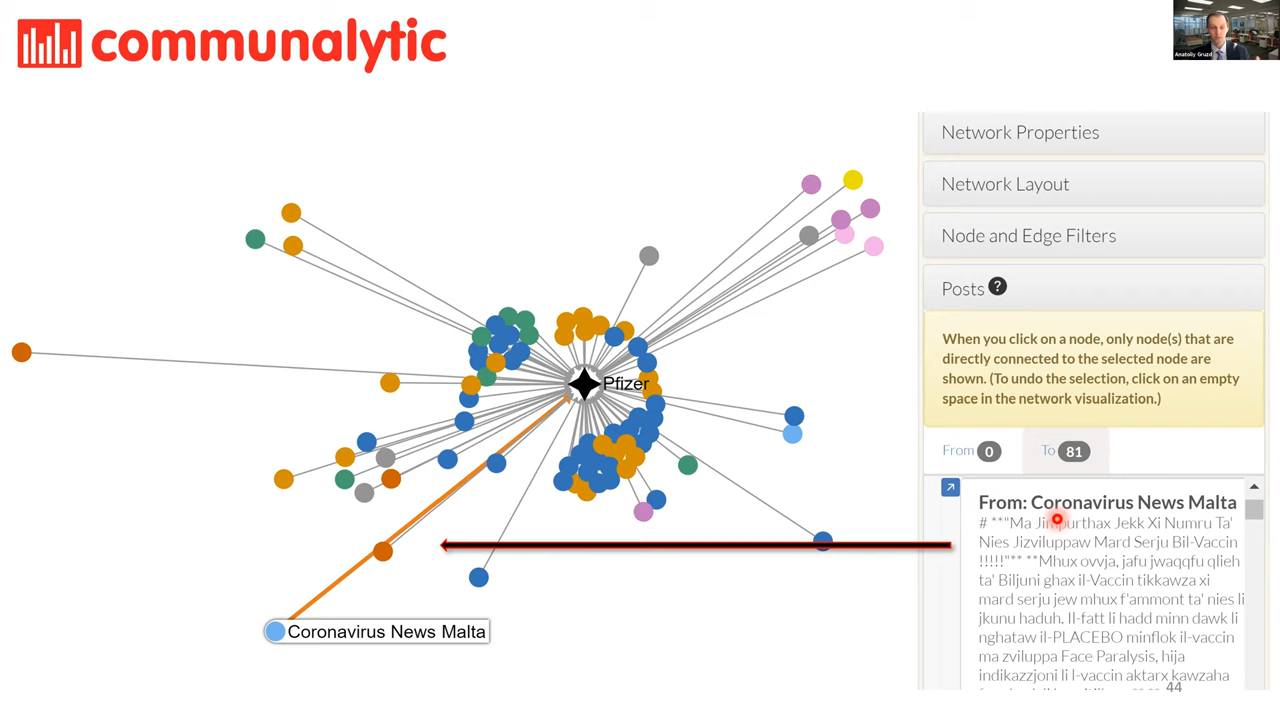 communalytic
Anatoliy Gruzd
Network Properties
Network Layout
Node and Edge Filters
Posts ?
When you click on a node, only node(s) that are
directly connected to the selected node are
shown. (To undo the selection, click on an empty
space in the network visualization.)
From 0
To 81
From: Coronavirus News Malta
# **"Ma Jimpurthax Jekk Xi Numru Ta'
Nies Jizviluppaw Mard Serju Bil-Vaccin
!!!!!"** **Mhux ovvja, jafu jwaqqfu qlieh
ta' Biljuni ghax il-Vaccin tikkawza xi
mard serju jew mhux f'ammont ta' nies li
jkunu haduh. Il-fatt li hadd minn dawk li
nghataw il-PLACEBO minflok il-vaccin
ma zviluppa Face Paralysis, hija
indikazzjoni li l-vaccin aktarx kawzaha
44
Pfizer
Coronavirus News Malta